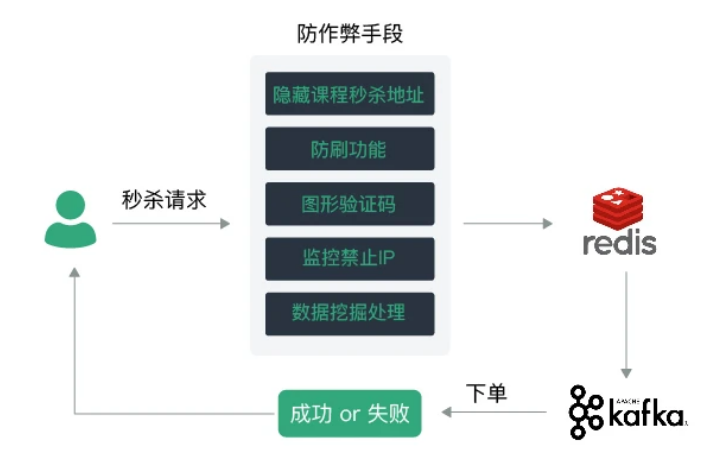 防作弊手段
隐藏课程秒杀地址
防刷功能
图形验证码
监控禁止IP
数据挖掘处理
秒杀请求
redis
APACHE
kafka
下单
成功 or 失败